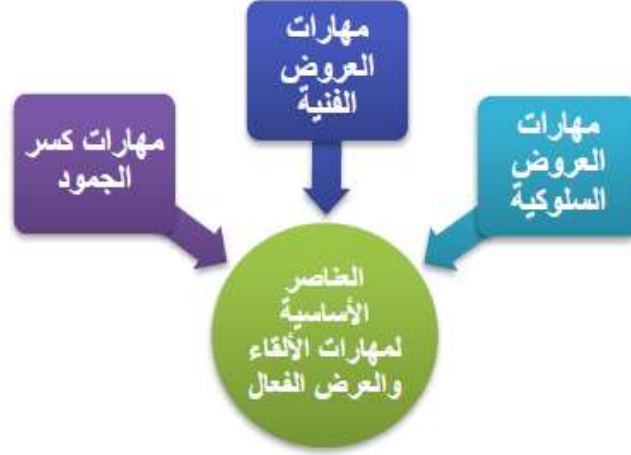 مهارات
العروض
السلوكية
مهارات
العروض
الفنية
مهارات كسر
الجمود
العناصر
الأساسية
لمهارات الألقاء
والعرض الفعال